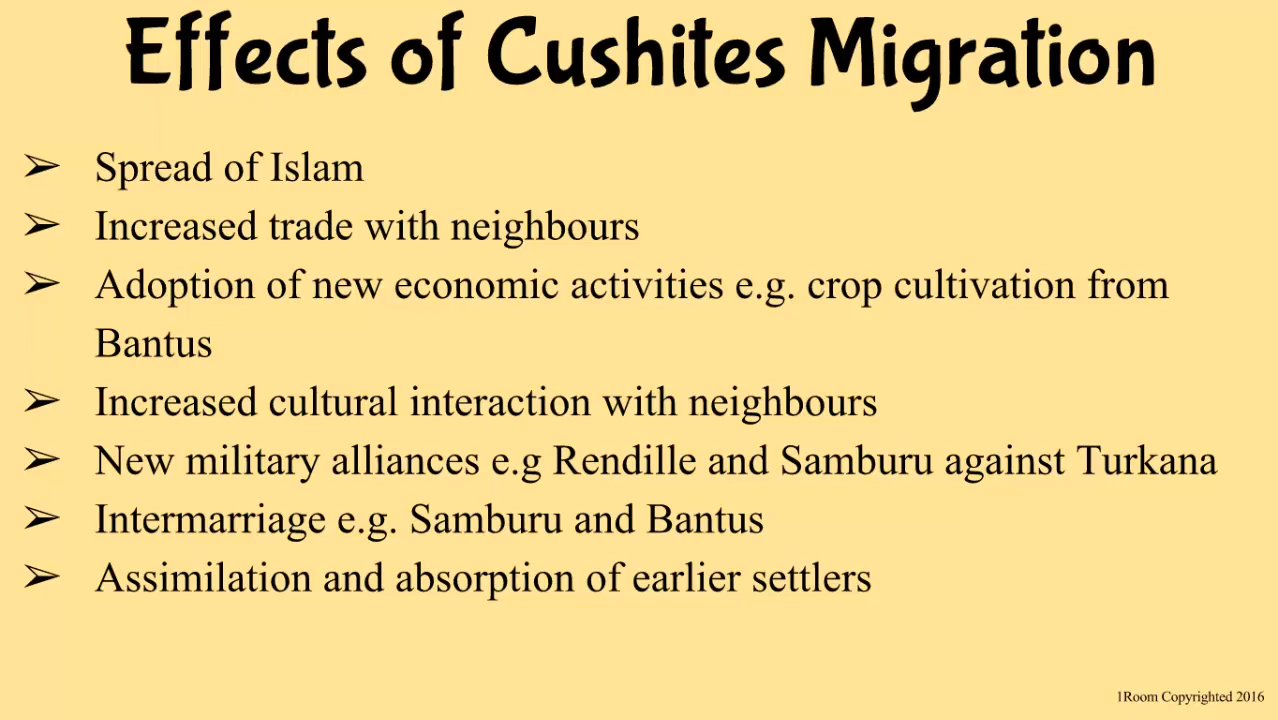 Effects of Cushites Migration
➢ Spread of Islam
➢ Increased trade with neighbours
➢ Adoption of new economic activities e.g. crop cultivation from
Bantus
➢ Increased cultural interaction with neighbours
➢ New military alliances e.g Rendille and Samburu against Turkana
➢ Intermarriage e.g. Samburu and Bantus
➢ Assimilation and absorption of earlier settlers
1Room Copyrighted 2016